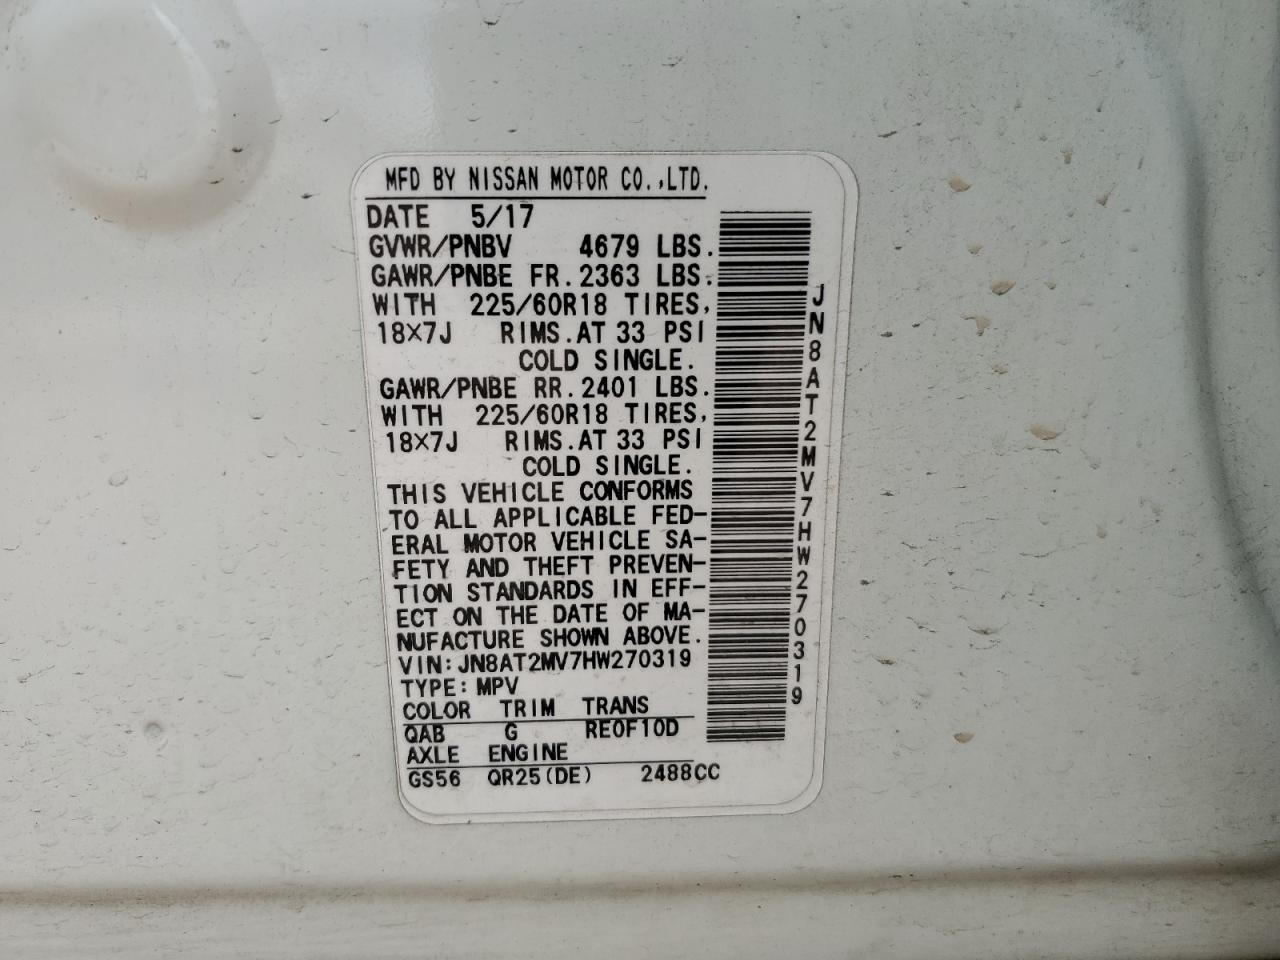 MFD BY NISSAN MOTOR CO.,LTD.
DATE 5/17
GVWR/PNBV 4679 LBS.
GAWR/PNBE FR.2363 LBS.
WITH 225/60R18 TIRES,
18×7J RIMS.AT 33 PSI
COLD SINGLE.
GAWR/PNBE RR.2401 LBS.
WITH 225/60R18 TIRES,
18×7J RIMS.AT 33 PSI
COLD SINGLE.
THIS VEHICLE CONFORMS
TO ALL APPLICABLE FED-
ERAL MOTOR VEHICLE SA-
FETY AND THEFT PREVEN-
TION STANDARDS IN EFF-
ECT ON THE DATE OF MA-
NUFACTURE SHOWN ABOVE.
VIN:JN8AT2MV7HW270319
TYPE:MPV
COLOR TRIM TRANS
QAB G RE0F10D
AXLE ENGINE
GS56 QR25(DE) 2488CC
JN8AT2MV7HW270319